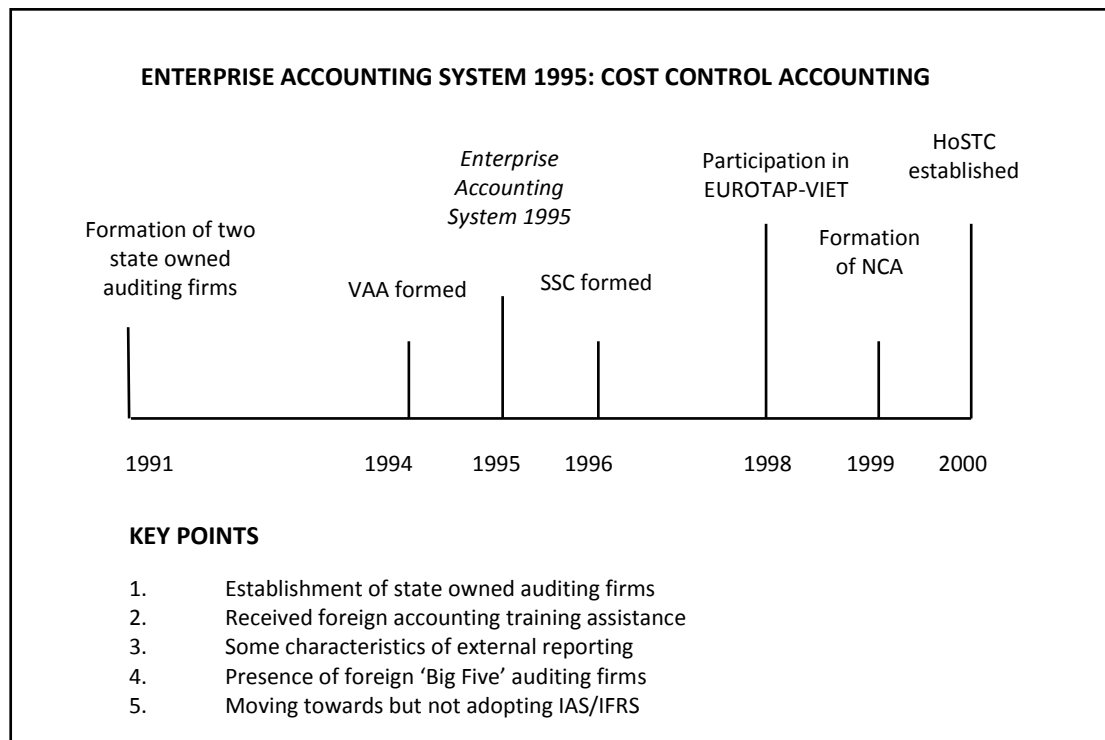 ENTERPRISE ACCOUNTING SYSTEM 1995: COST CONTROL ACCOUNTING
Formation of two
state owned
auditing firms
VAA formed
Enterprise
Accounting
System 1995
SSC formed
Participation in
EUROTAP-VIET
Formation
of NCA
HoSTC
established
1991
1994
1995
1996
1998
1999
2000
KEY POINTS
1. Establishment of state owned auditing firms
2. Received foreign accounting training assistance
3. Some characteristics of external reporting
4. Presence of foreign ‘Big Five’ auditing firms
5. Moving towards but not adopting IAS/IFRS